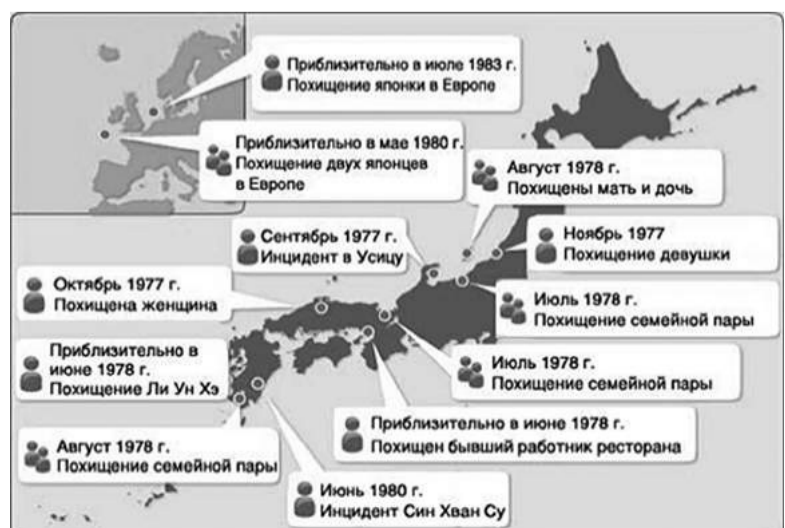 Приблизительно в июле 1983 г.
Похищение японки в Европе
Приблизительно в мае 1980 г.
Похищение двух японцев
в Европе
Август 1978 г.
Похищены мать и дочь
Сентябрь 1977 г.
Инцидент в Усицу
Ноябрь 1977
Похищение девушки
Октябрь 1977 г.
Похищена женщина
Июль 1978 г.
Похищение семейной пары
Приблизительно в
июне 1978 г.
Похищение Ли Ун Хэ
Июль 1978 г.
Похищение семейной пары
Приблизительно в июне 1978 г.
Похищен бывший работник ресторана
Август 1978 г.
Похищение семейной пары
Июнь 1980 г.
Инцидент Син Хван Су